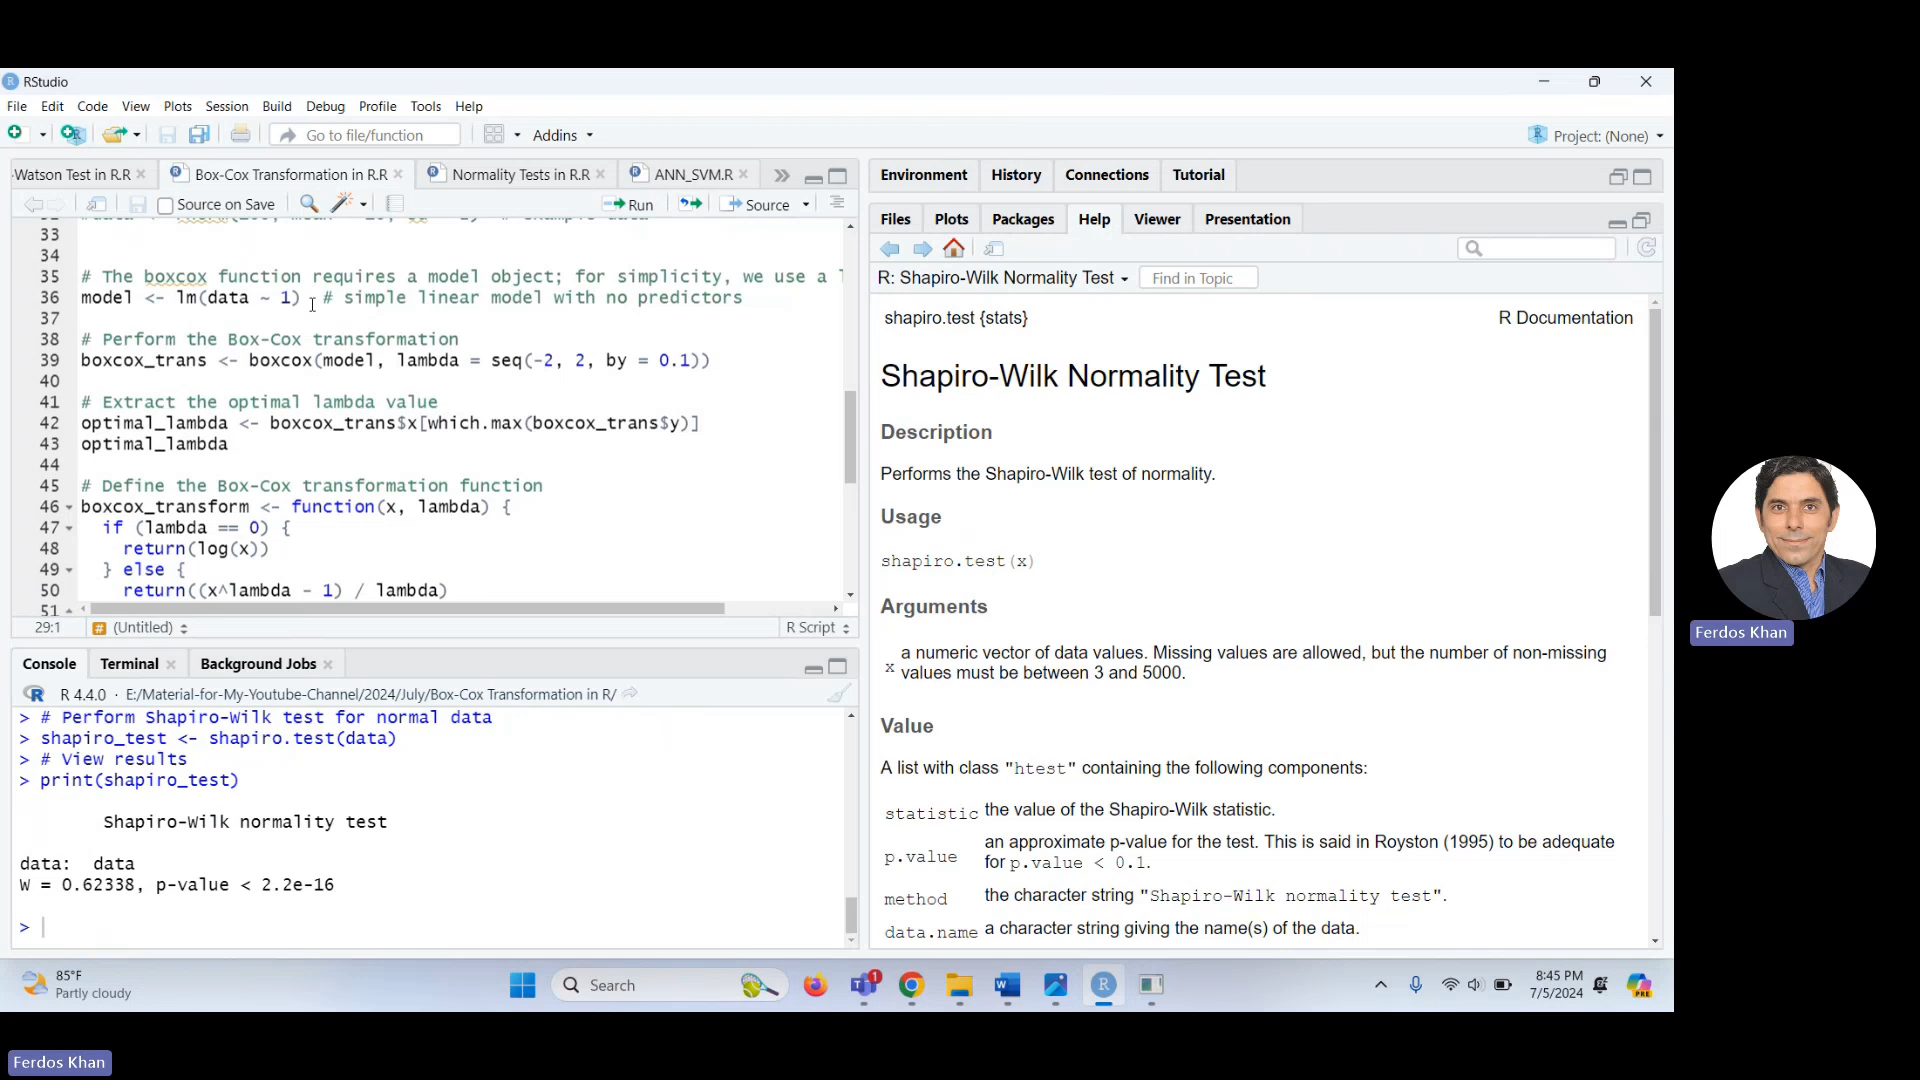 RStudio
File Edit Code View Plots Session Build Debug Profile Tools Help
Go to file/function Addins Project: (None)
-Watson Test in R.R Box-Cox Transformation in R.R Normality Tests in R.R ANN_SVM.R
Source on Save Run Source
33
34
35 # The boxcox function requires a model object; for simplicity, we use a l
36 model <- lm(data ~ 1) # simple linear model with no predictors
37
38 # Perform the Box-Cox transformation
39 boxcox_trans <- boxcox(model, lambda = seq(-2, 2, by = 0.1))
40
41 # Extract the optimal lambda value
42 optimal_lambda <- boxcox_trans$x[which.max(boxcox_trans$y)]
43 optimal_lambda
44
45 # Define the Box-Cox transformation function
46 boxcox_transform <- function(x, lambda) {
47 if (lambda == 0) {
48 return(log(x))
49 } else {
50 return((x^lambda - 1) / lambda)
51
29:1 # (Untitled) R Script
Console Terminal Background Jobs
R 4.4.0 · E:/Material-for-My-Youtube-Channel/2024/July/Box-Cox Transformation in R/
> # Perform Shapiro-Wilk test for normal data
> shapiro_test <- shapiro.test(data)
> # View results
> print(shapiro_test)
Shapiro-Wilk normality test
data: data
W = 0.62338, p-value < 2.2e-16
>
Environment History Connections Tutorial
Files Plots Packages Help Viewer Presentation
R: Shapiro-Wilk Normality Test Find in Topic
shapiro.test {stats} R Documentation
Shapiro-Wilk Normality Test
Description
Performs the Shapiro-Wilk test of normality.
Usage
shapiro.test(x)
Arguments
x a numeric vector of data values. Missing values are allowed, but the number of non-missing
values must be between 3 and 5000.
Value
A list with class "htest" containing the following components:
statistic the value of the Shapiro-Wilk statistic.
p.value an approximate p-value for the test. This is said in Royston (1995) to be adequate
for p.value < 0.1.
method the character string "Shapiro-Wilk normality test".
data.name a character string giving the name(s) of the data.
85°F
Partly cloudy
Search
1
PRE
8:45 PM
7/5/2024
Ferdos Khan
Ferdos Khan